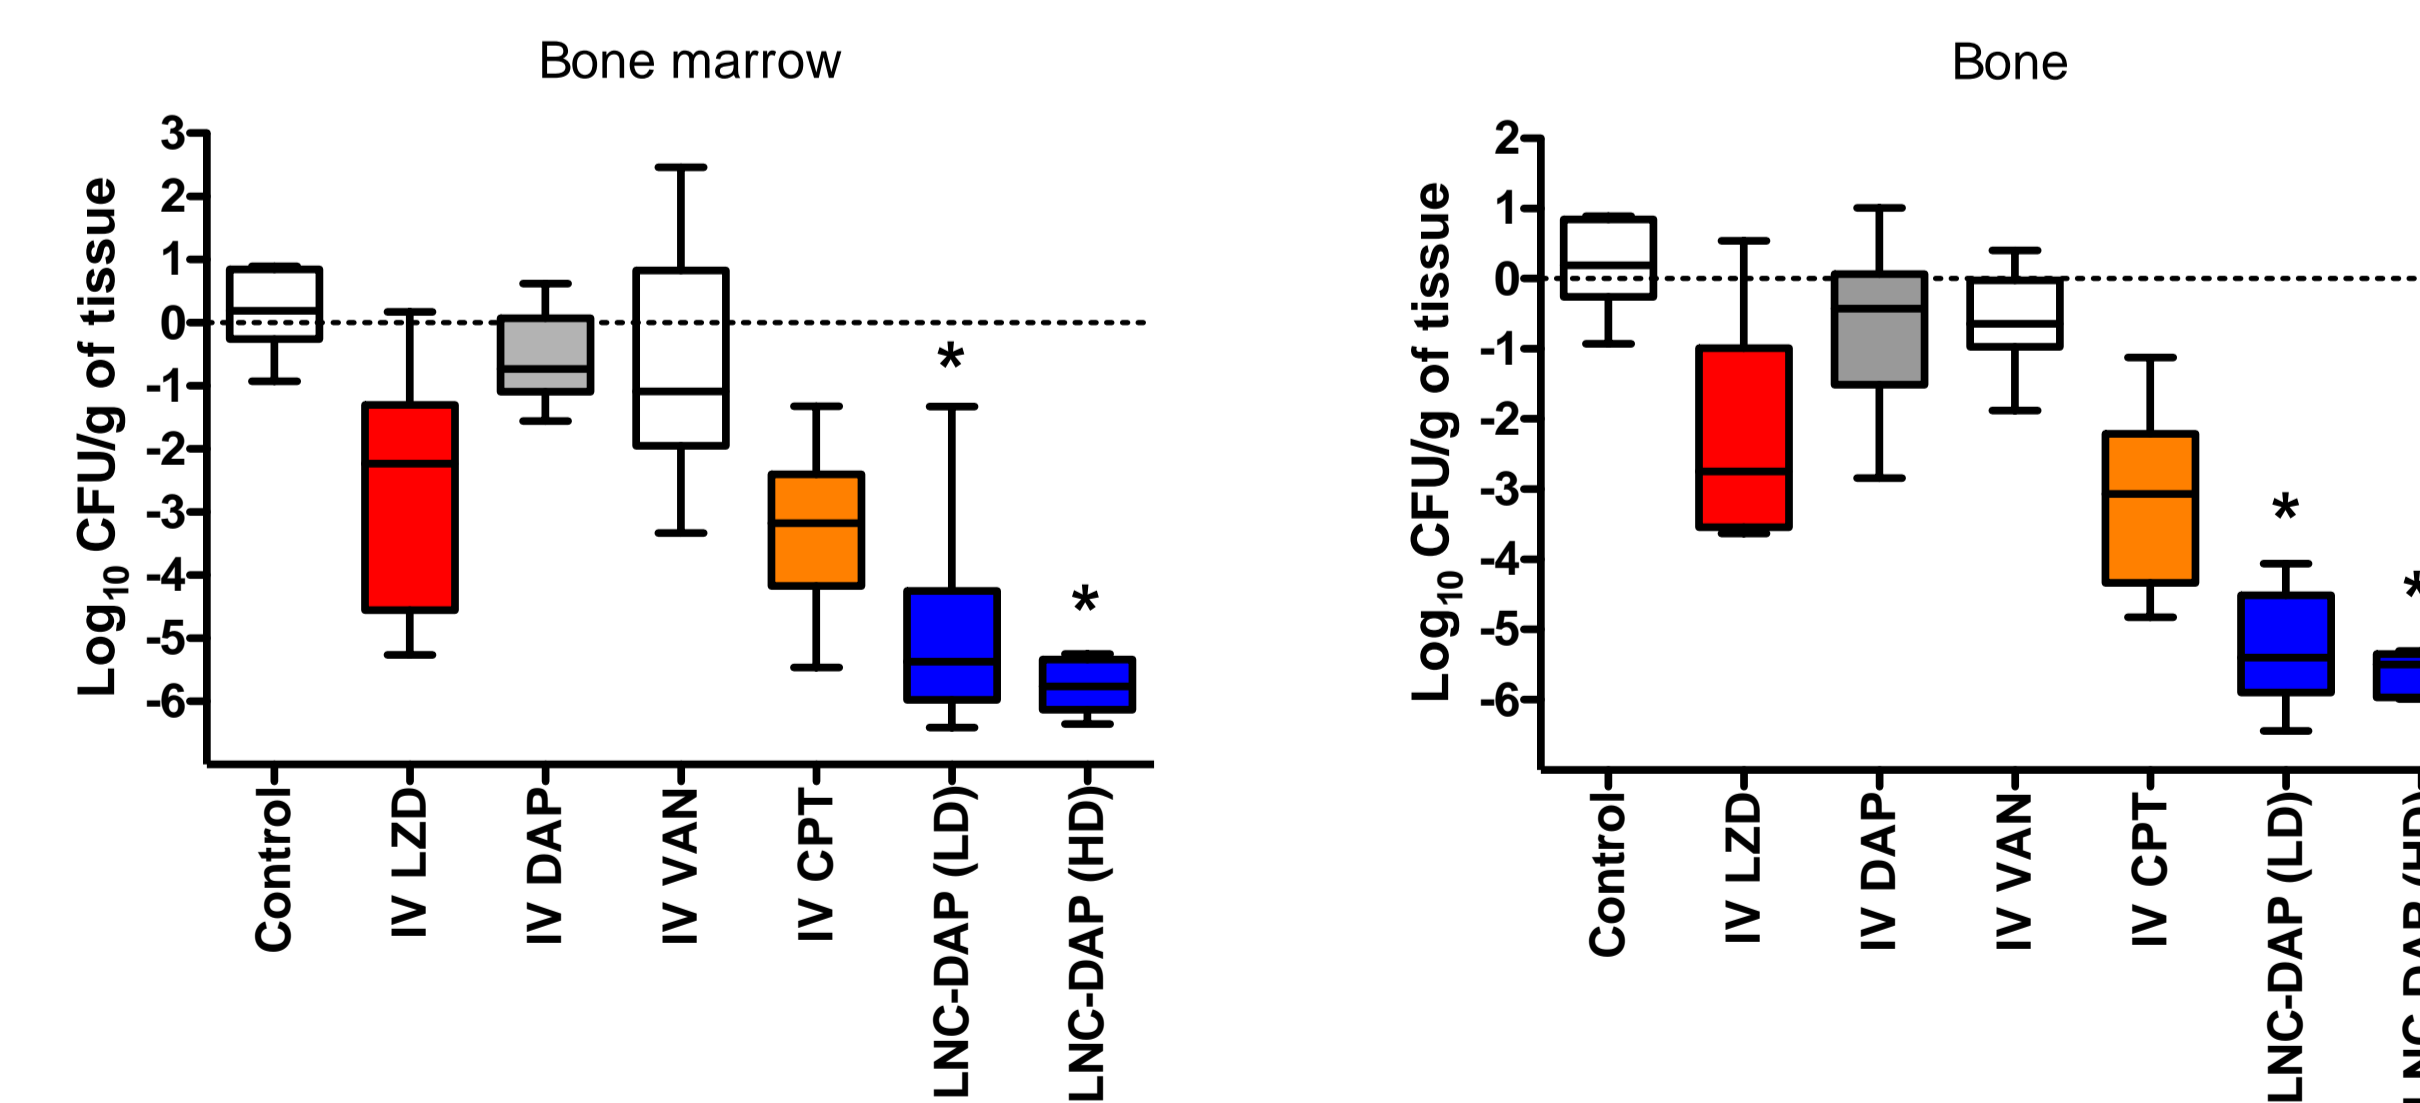 Bone marrow
Log10 CFU/g of tissue
3
2
1
0
-1
-2
-3
-4
-5
-6
*
*
Control
IV LZD
IV DAP
IV VAN
IV CPT
LNC-DAP (LD)
LNC-DAP (HD)
Bone
Log10 CFU/g of tissue
2
1
0
-1
-2
-3
-4
-5
-6
*
*
Control
IV LZD
IV DAP
IV VAN
IV CPT
LNC-DAP (LD)